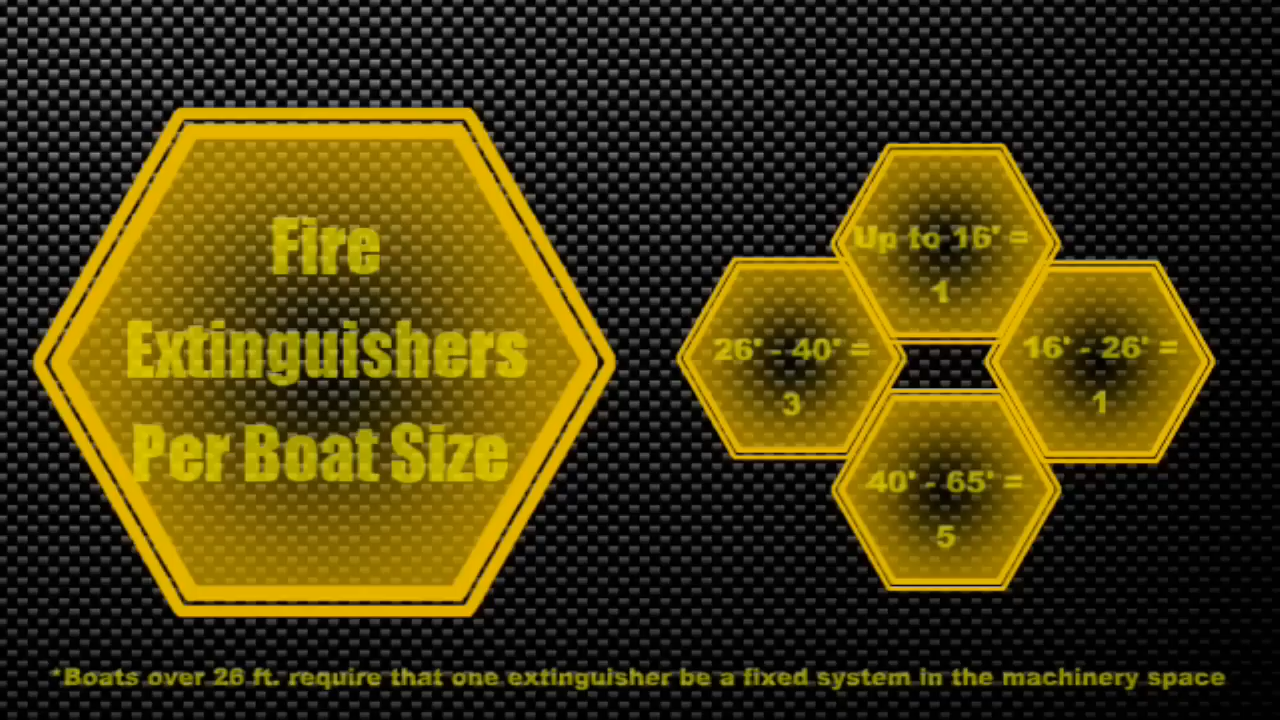 Fire
Extinguishers
Per Boat Size
Up to 16' =
1
26' - 40' =
3
16' - 26' =
1
40' - 65' =
5
*Boats over 26 ft. require that one extinguisher be a fixed system in the machinery space